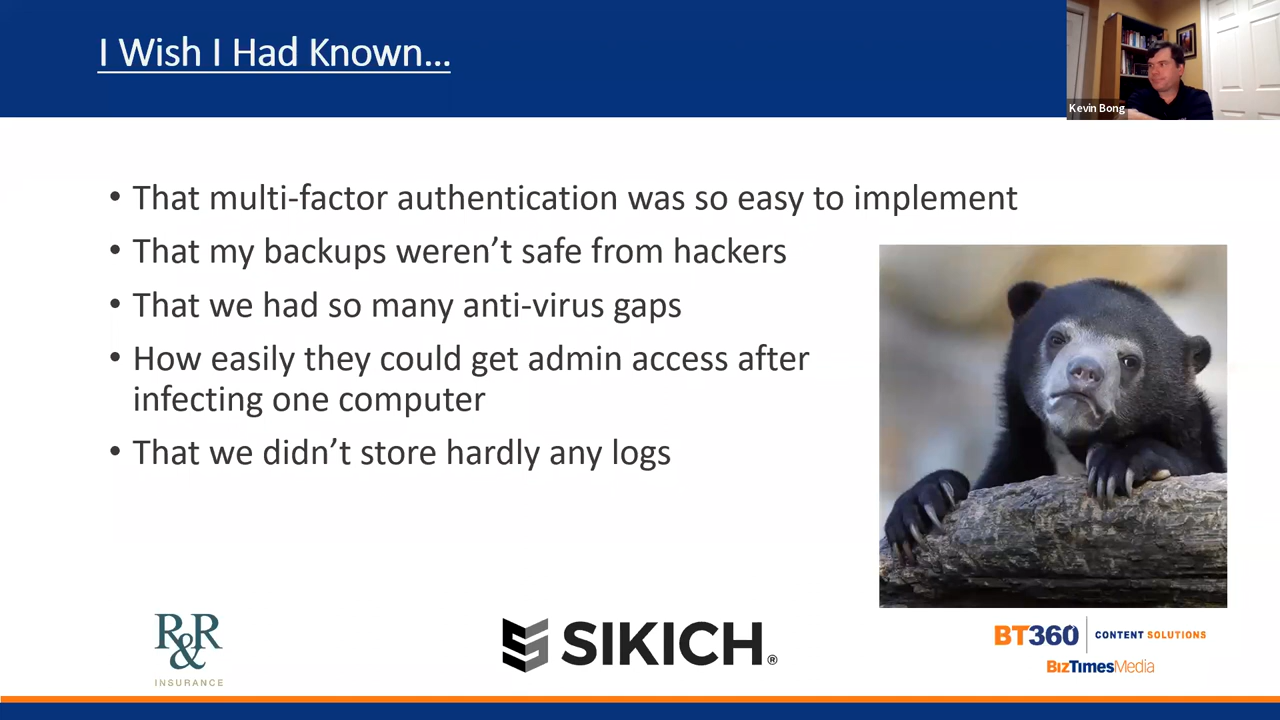 I Wish I Had Known...
Kevin Bong
• That multi-factor authentication was so easy to implement
• That my backups weren’t safe from hackers
• That we had so many anti-virus gaps
• How easily they could get admin access after
infecting one computer
• That we didn’t store hardly any logs
R&R
INSURANCE
SIKICH®
BT360 CONTENT SOLUTIONS
BizTimesMedia